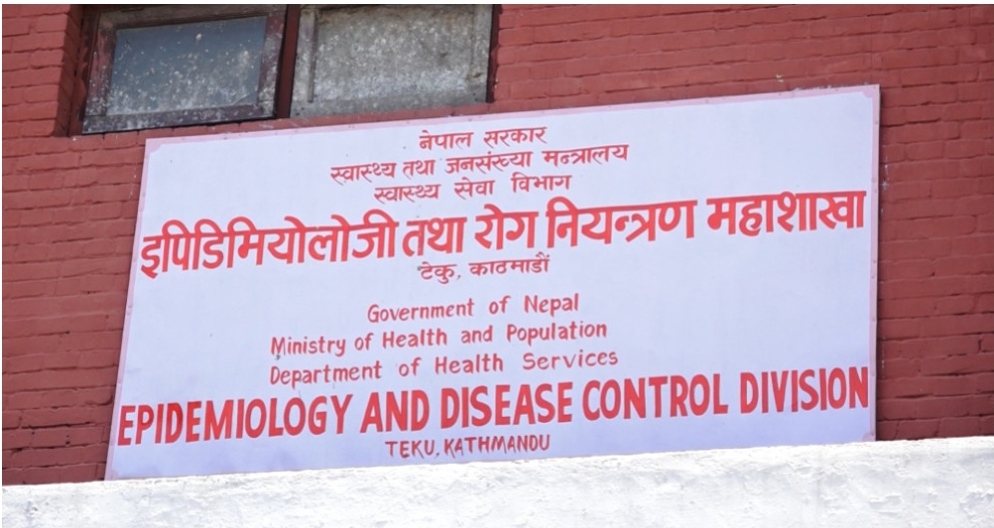 नेपाल सरकार
स्वास्थ्य तथा जनसंख्या मन्त्रालय
स्वास्थ्य सेवा विभाग
इपिडिमियोलोजी तथा रोग नियन्त्रण महाशाखा
टेकु, काठमाडौं
Government of Nepal
Ministry of Health and Population
Department of Health Services
EPIDEMIOLOGY AND DISEASE CONTROL DIVISION
TEKU, KATHMANDU